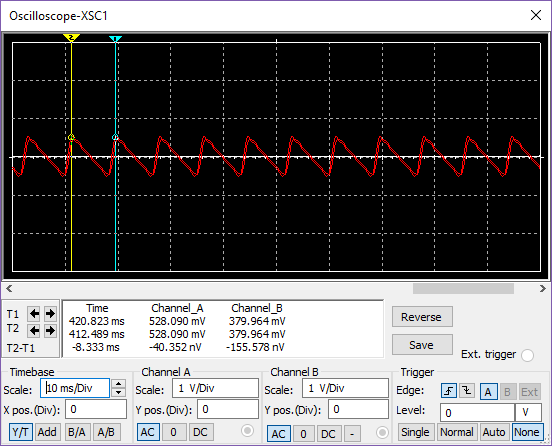 Oscilloscope-XSC1
2 1
Time Channel_A Channel_B
T1 420.823 ms 528.090 mV 379.964 mV
T2 412.489 ms 528.090 mV 379.964 mV
T2-T1 -8.333 ms -40.352 nV -155.578 nV
Reverse
Save
Ext. trigger
Timebase Channel A Channel B Trigger
Scale: 10 ms/Div Scale: 1 V/Div Scale: 1 V/Div Edge: A B Ext
X pos.(Div): 0 Y pos.(Div): 0 Y pos.(Div): 0 Level: 0 V
Y/T Add B/A A/B AC 0 DC AC 0 DC - Single Normal Auto None